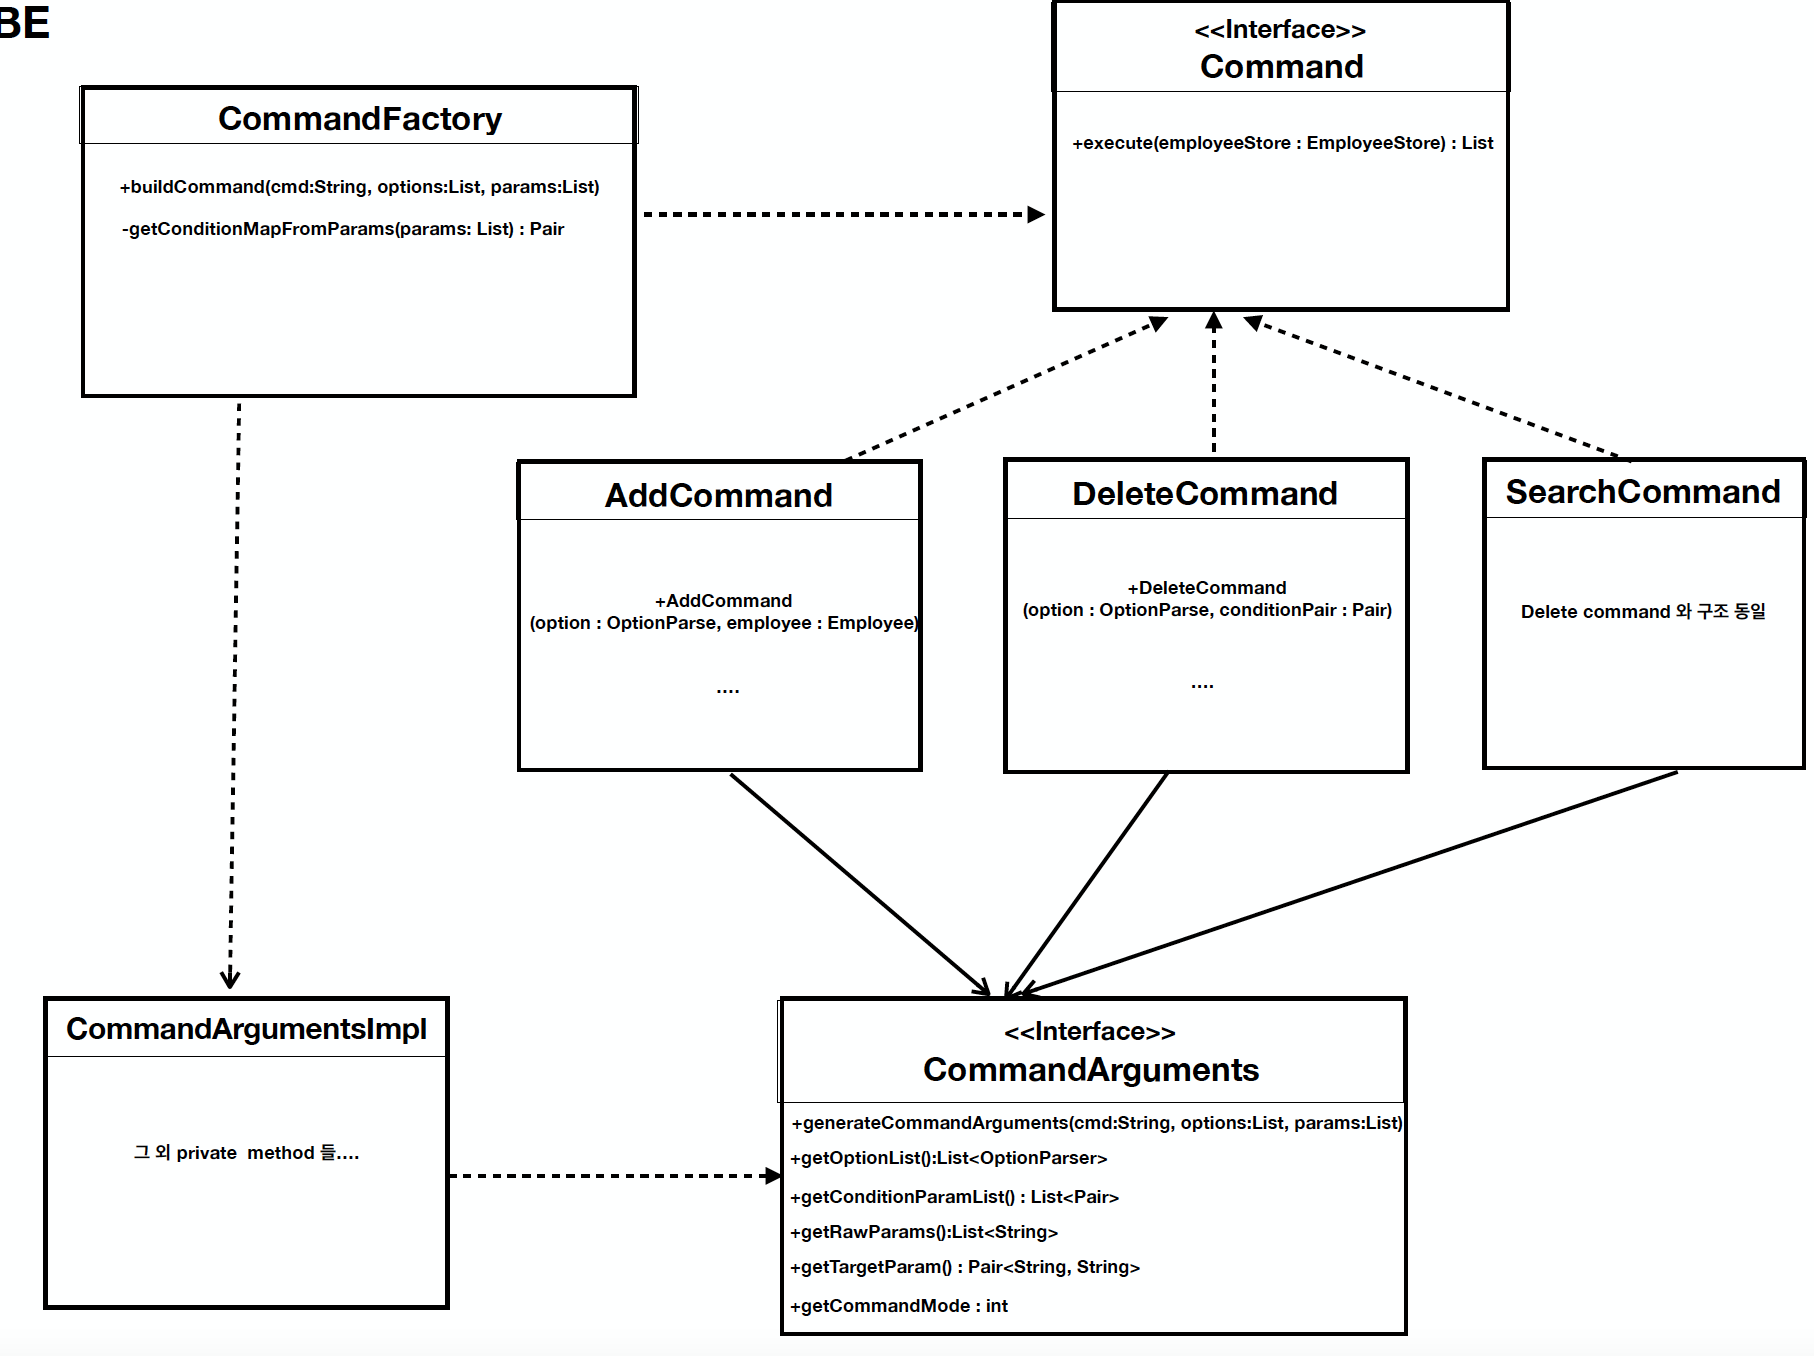 BE
CommandFactory
+buildCommand(cmd:String, options:List, params:List)
-getConditionMapFromParams(params: List) : Pair
<<Interface>>
Command
+execute(employeeStore : EmployeeStore) : List
AddCommand
+AddCommand
(option : OptionParse, employee : Employee)
....
DeleteCommand
+DeleteCommand
(option : OptionParse, conditionPair : Pair)
....
SearchCommand
Delete command 와 구조 동일
CommandArgumentsImpl
그 외 private method 들....
<<Interface>>
CommandArguments
+generateCommandArguments(cmd:String, options:List, params:List)
+getOptionList():List<OptionParser>
+getConditionParamList() : List<Pair>
+getRawParams():List<String>
+getTargetParam() : Pair<String, String>
+getCommandMode : int